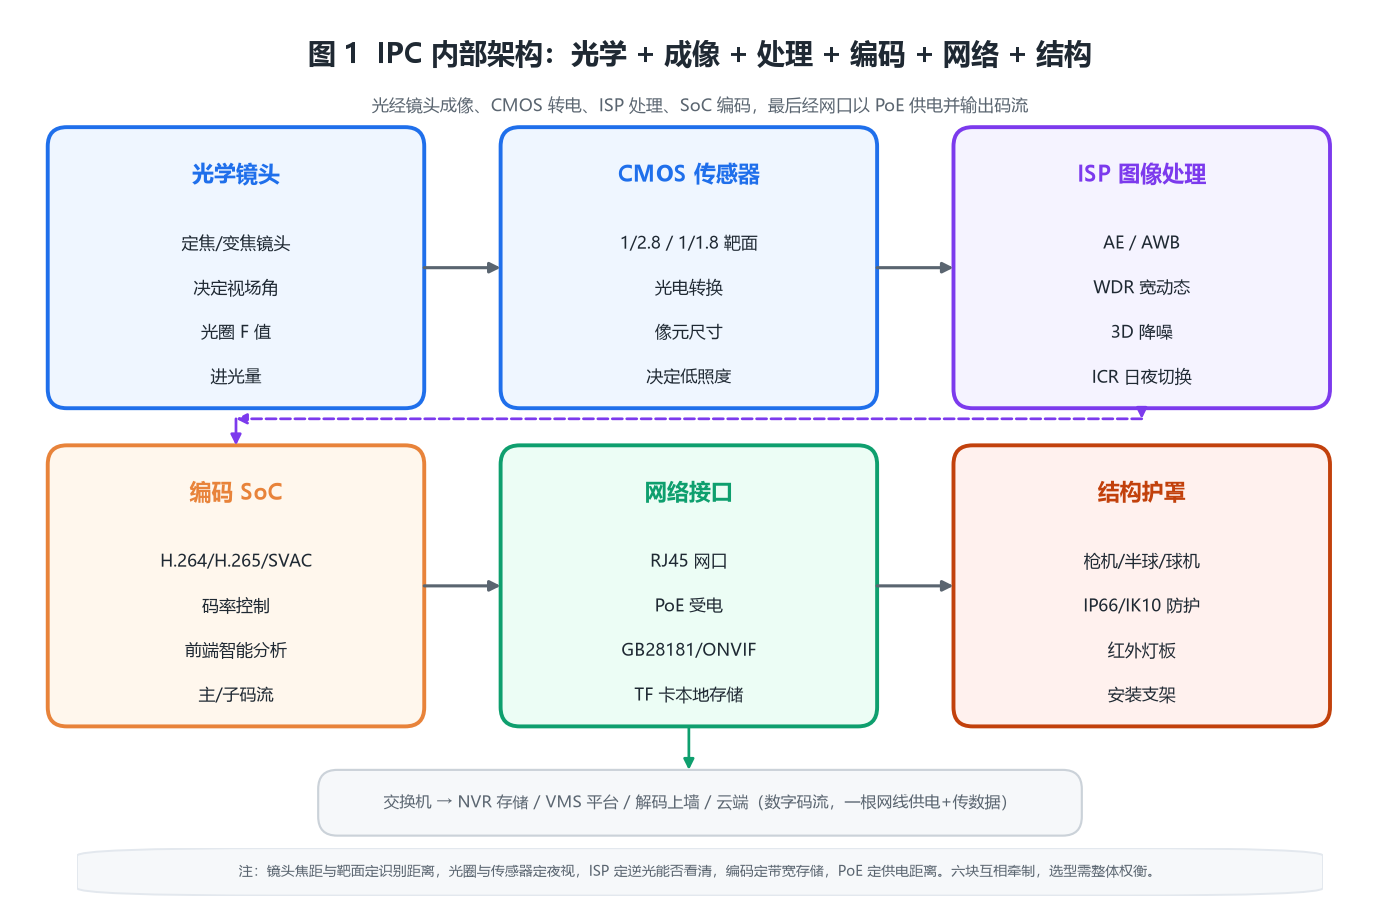 图 1  IPC 内部架构：光学 + 成像 + 处理 + 编码 + 网络 + 结构
光经镜头成像、CMOS 转电、ISP 处理、SoC 编码，最后经网口以 PoE 供电并输出码流
光学镜头
定焦/变焦镜头
决定视场角
光圈 F 值
进光量
CMOS 传感器
1/2.8 / 1/1.8 靶面
光电转换
像元尺寸
决定低照度
ISP 图像处理
AE / AWB
WDR 宽动态
3D 降噪
ICR 日夜切换
编码 SoC
H.264/H.265/SVAC
码率控制
前端智能分析
主/子码流
网络接口
RJ45 网口
PoE 受电
GB28181/ONVIF
TF 卡本地存储
结构护罩
枪机/半球/球机
IP66/IK10 防护
红外灯板
安装支架
交换机 → NVR 存储 / VMS 平台 / 解码上墙 / 云端（数字码流，一根网线供电+传数据）
注：镜头焦距与靶面定识别距离，光圈与传感器定夜视，ISP 定逆光能否看清，编码定带宽存储，PoE 定供电距离。六块互相牵制，选型需整体权衡。